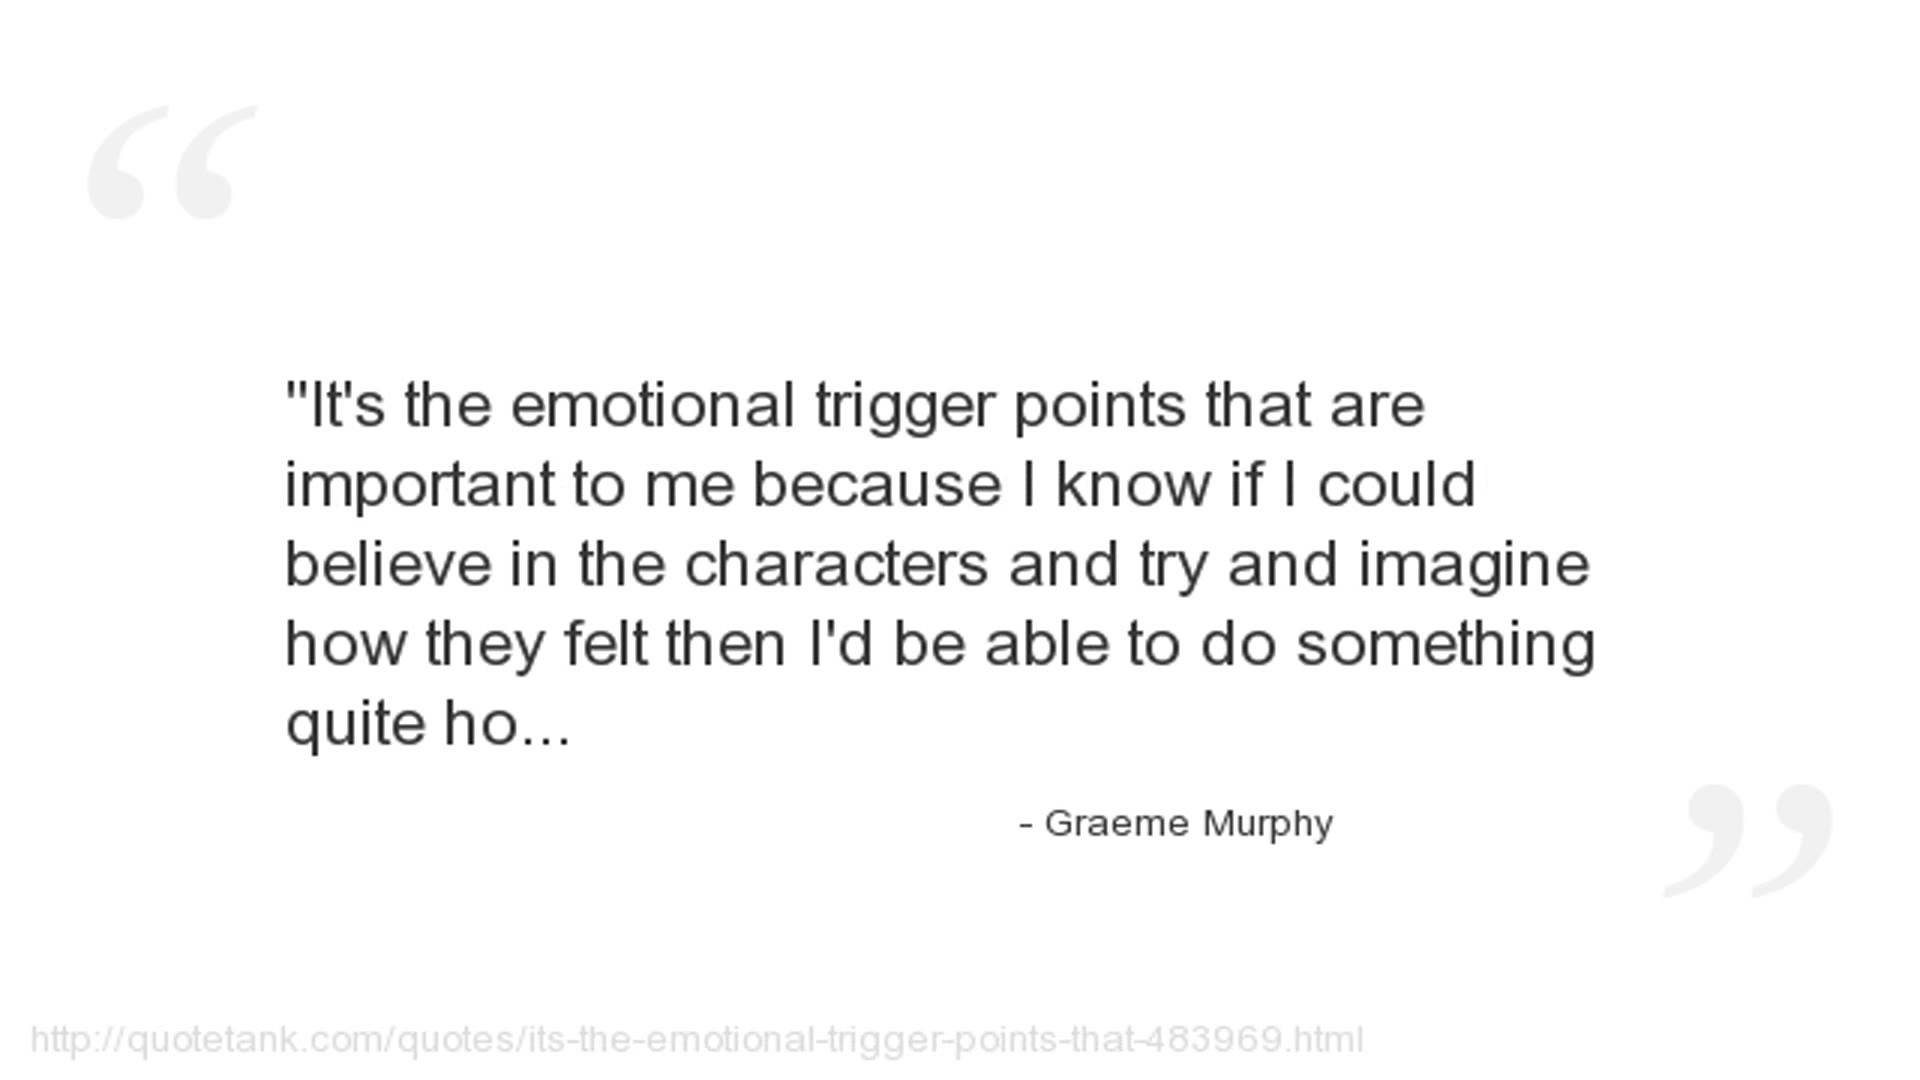 "It's the emotional trigger points that are
important to me because I know if I could
believe in the characters and try and imagine
how they felt then I'd be able to do something
quite ho...
- Graeme Murphy
http://quotetank.com/quotes/its-the-emotional-trigger-points-that-483969.html